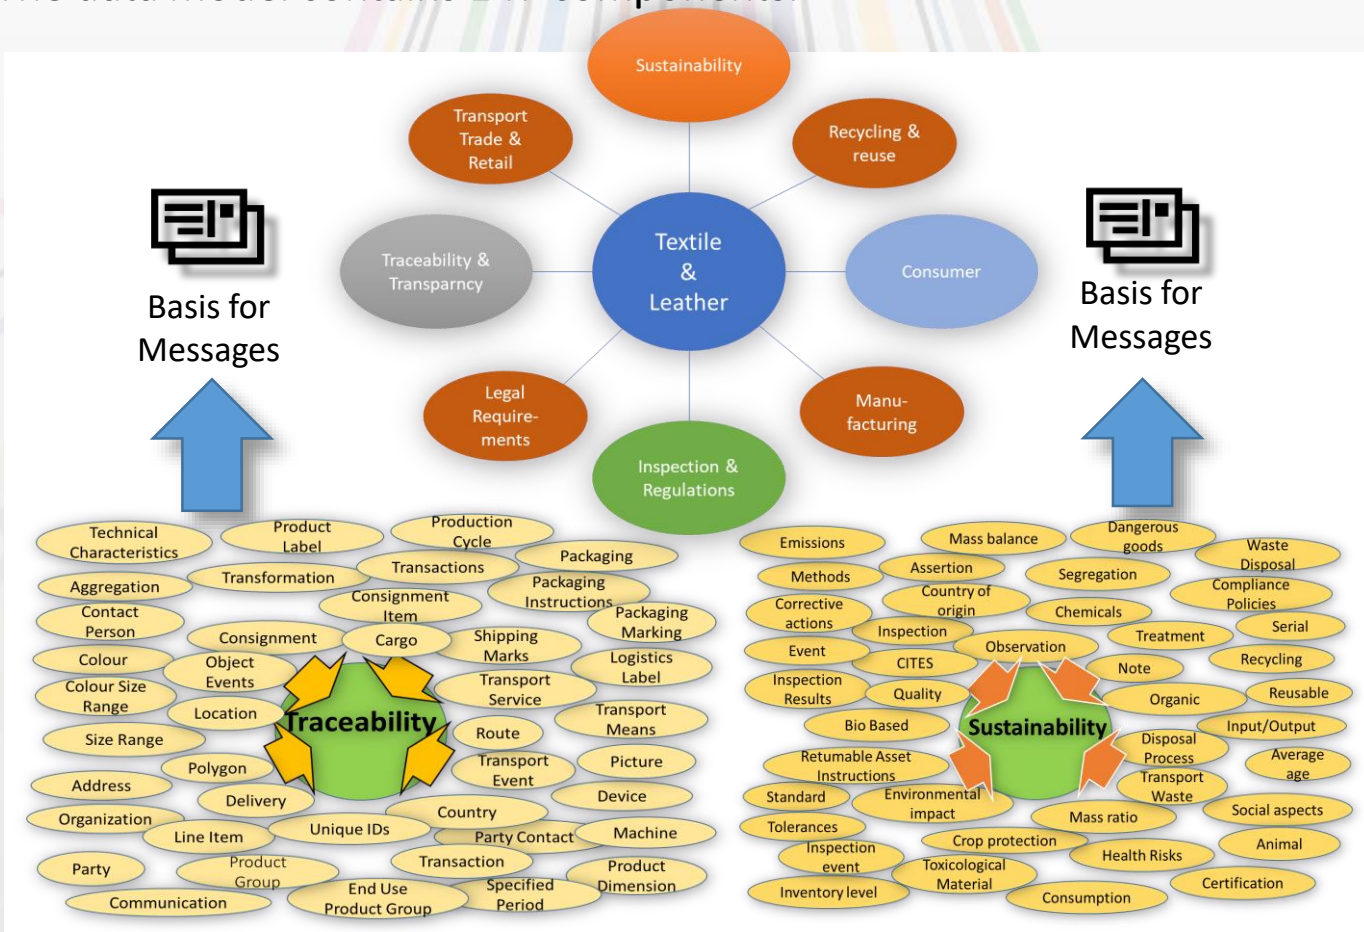 Sustainability
Transport
Trade &
Retail
Recycling &
reuse
Traceability &
Transparncy
Textile
&
Leather
Consumer
Legal
Require-
ments
Manu-
facturing
Inspection &
Regulations
Basis for
Messages
Basis for
Messages
Technical
Characteristics
Product
Label
Production
Cycle
Packaging
Aggregation
Transformation
Transactions
Packaging
Instructions
Contact
Person
Consignment
Item
Packaging
Marking
Consignment
Cargo
Shipping
Marks
Colour
Object
Events
Logistics
Label
Colour Size
Range
Transport
Service
Location
Traceability
Route
Transport
Means
Size Range
Polygon
Transport
Event
Picture
Address
Delivery
Device
Organization
Country
Line Item
Unique IDs
Party Contact
Machine
Party
Product
Group
Transaction
Product
Dimension
Communication
End Use
Product Group
Specified
Period
Emissions
Mass balance
Dangerous
goods
Waste
Disposal
Methods
Assertion
Segregation
Compliance
Policies
Corrective
actions
Country of
origin
Chemicals
Serial
Inspection
Treatment
Event
CITES
Observation
Note
Recycling
Inspection
Results
Quality
Organic
Reusable
Bio Based
Sustainability
Input/Output
Retumable Asset
Instructions
Disposal
Process
Average
age
Standard
Environmental
impact
Transport
Waste
Social aspects
Tolerances
Mass ratio
Inspection
event
Crop protection
Health Risks
Animal
Inventory level
Toxicological
Material
Consumption
Certification